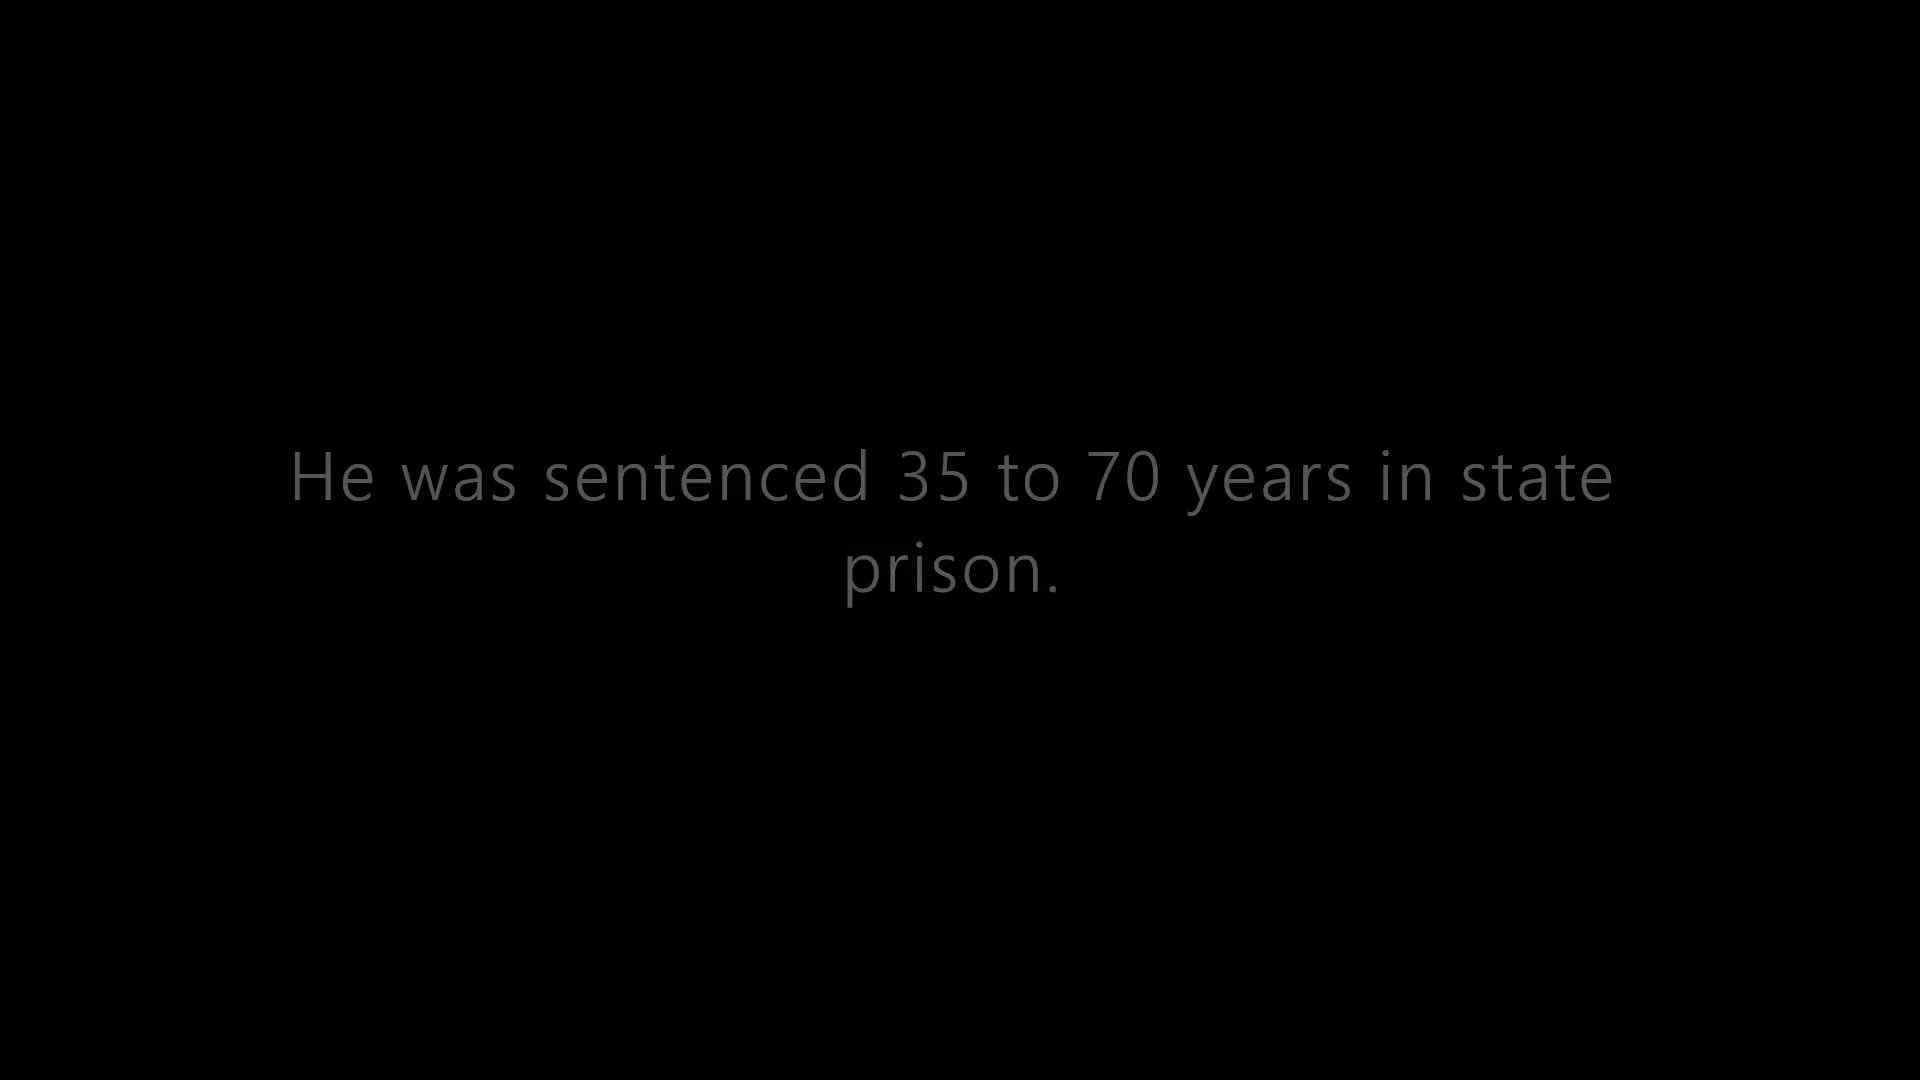 He was sentenced 35 to 70 years in state
prison.